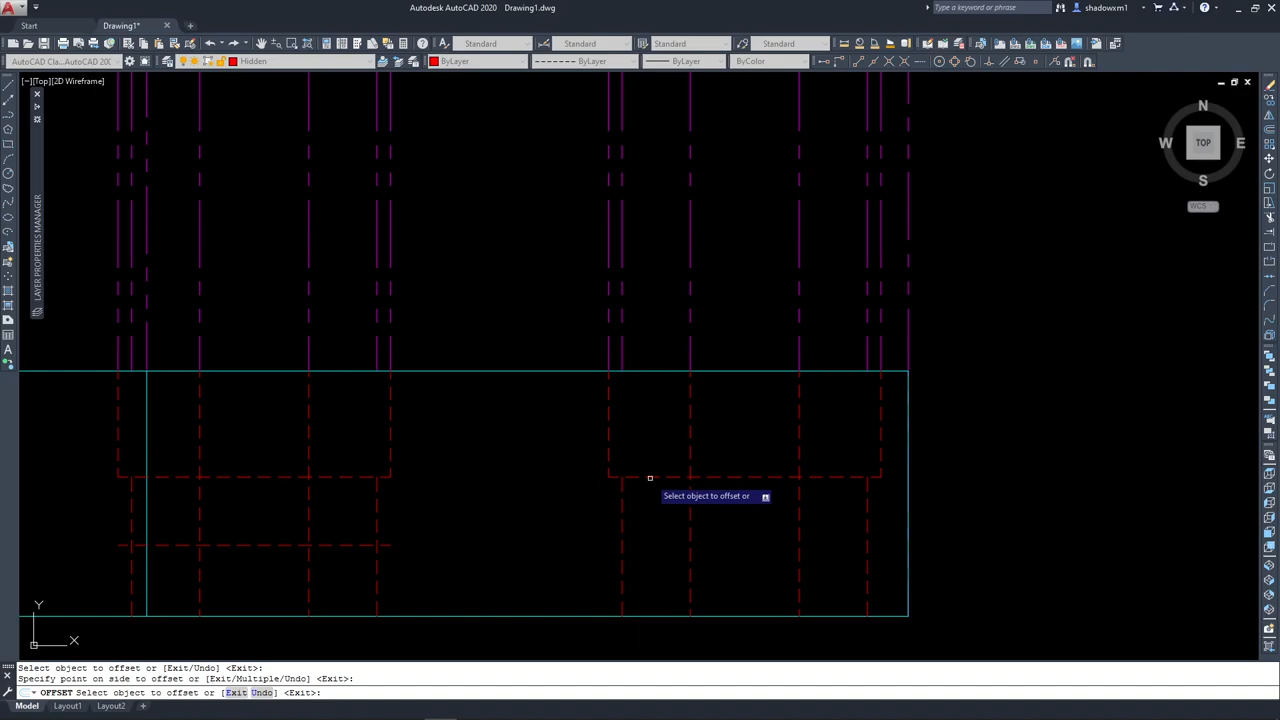 Autodesk AutoCAD 2020 Drawing1.dwg
Type a keyword or phrase
shadowxm1
Start
Drawing1*
Standard
Standard
Standard
Standard
AutoCAD Cla...AutoCAD 200
Hidden
ByLayer
ByLayer
ByLayer
ByColor
[−][Top][2D Wireframe]
N
W
TOP
E
S
WCS
LAYER PROPERTIES MANAGER
Select object to offset or
Y
X
Select object to offset or [Exit/Undo] <Exit>:
Specify point on side to offset or [Exit/Multiple/Undo] <Exit>:
OFFSET Select object to offset or [Exit Undo] <Exit>:
Model
Layout1
Layout2